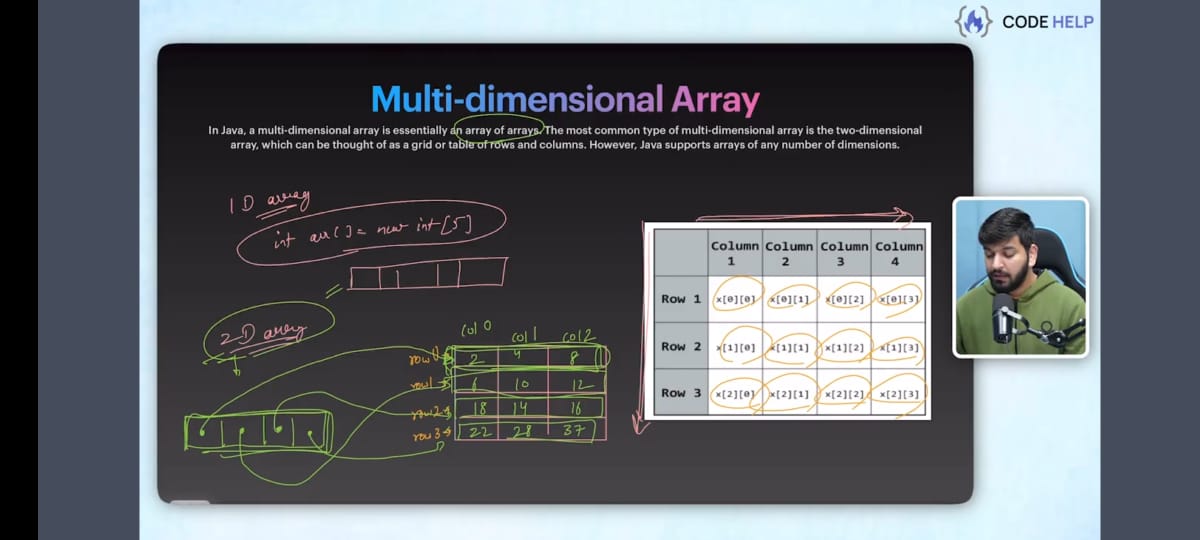 CODE HELP
Multi-dimensional Array
In Java, a multi-dimensional array is essentially an array of arrays. The most common type of multi-dimensional array is the two-dimensional
array, which can be thought of as a grid or table of rows and columns. However, Java supports arrays of any number of dimensions.
1D array
int arr[]= new int[5]
2-D array
col 0 col 1 col 2
row 0 2 4 8
row 1 6 10 12
row 2 18 14 16
row 3 22 28 37
Column 1 Column 2 Column 3 Column 4
Row 1 x[0][0] x[0][1] x[0][2] x[0][3]
Row 2 x[1][0] x[1][1] x[1][2] x[1][3]
Row 3 x[2][0] x[2][1] x[2][2] x[2][3]